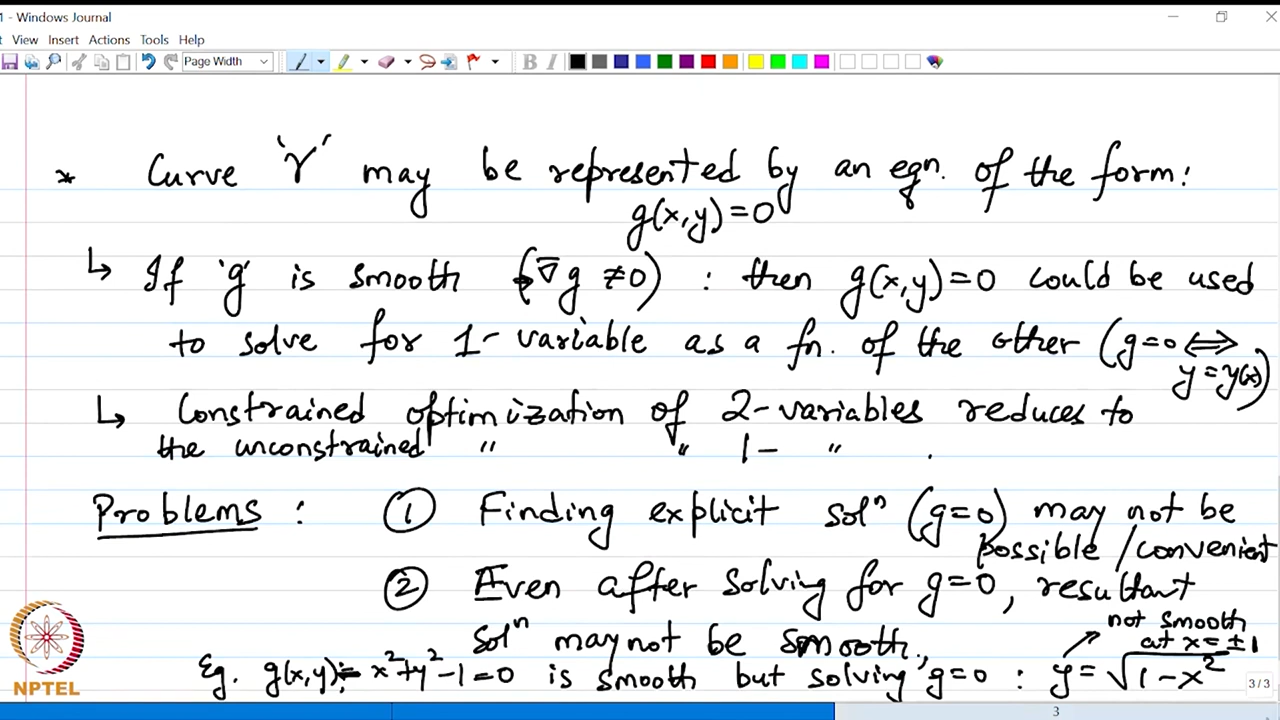 1 - Windows Journal
View Insert Actions Tools Help
Page Width
* Curve 'γ' may be represented by an eqn. of the form:
g(x,y)=0
↳ If 'g' is smooth (∇̄g ≠0) : then g(x,y)=0 could be used
to solve for 1-variable as a fn. of the other (g=0 ⟺
y=y(x))
↳ Constrained optimization of 2-variables reduces to
the unconstrained " " 1- " .
Problems : ① Finding explicit solⁿ (g=0) may not be
possible/convenient
② Even after solving for g=0, resultant
solⁿ may not be smooth.,
not smooth
at x=±1
Eg. g(x,y):= x²+y²-1=0 is smooth but solving g=0 : y=√(1-x²)
NPTEL
3/3
3